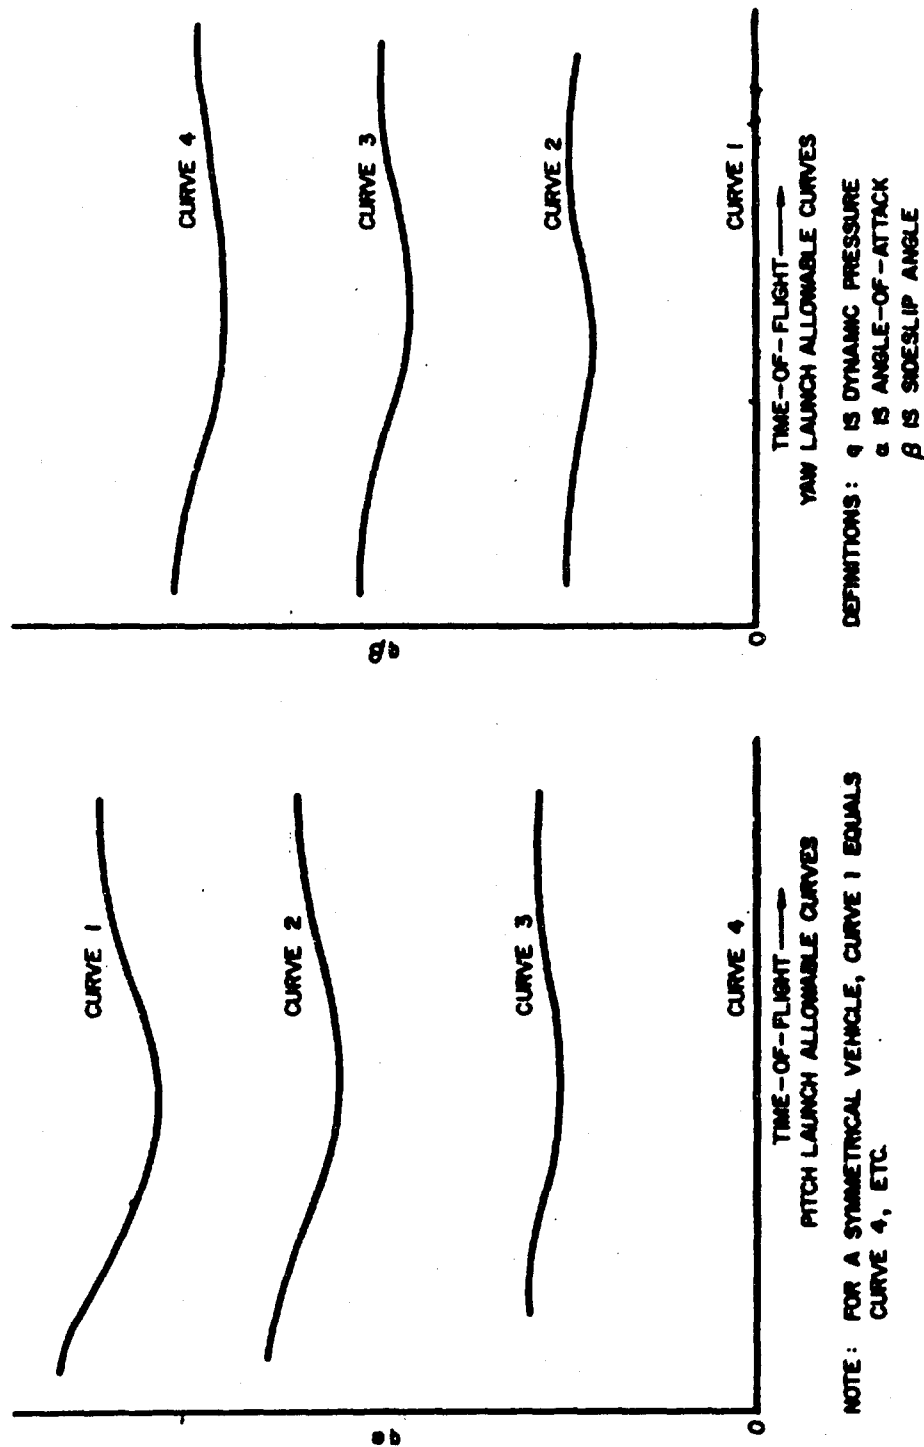 CURVE 1
CURVE 2
CURVE 3
CURVE 4
qα
0
TIME-OF-FLIGHT
PITCH LAUNCH ALLOWABLE CURVES
NOTE: FOR A SYMMETRICAL VEHICLE, CURVE 1 EQUALS
CURVE 4, ETC.
CURVE 4
CURVE 3
CURVE 2
CURVE 1
qβ
0
TIME-OF-FLIGHT
YAW LAUNCH ALLOWABLE CURVES
DEFINITIONS: q IS DYNAMIC PRESSURE
α IS ANGLE-OF-ATTACK
β IS SIDESLIP ANGLE